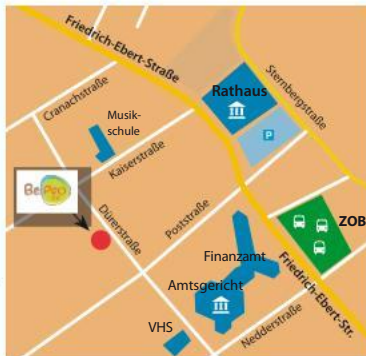 Friedrich-Ebert-Straße
Cranachstraße
Rathaus
Sternbergstraße
Musik-
schule
P
Kaiserstraße
BePRO
Dürerstraße
Poststraße
ZOB
Finanzamt
Friedrich-Ebert-Str.
Amtsgericht
VHS
Nedderstraße